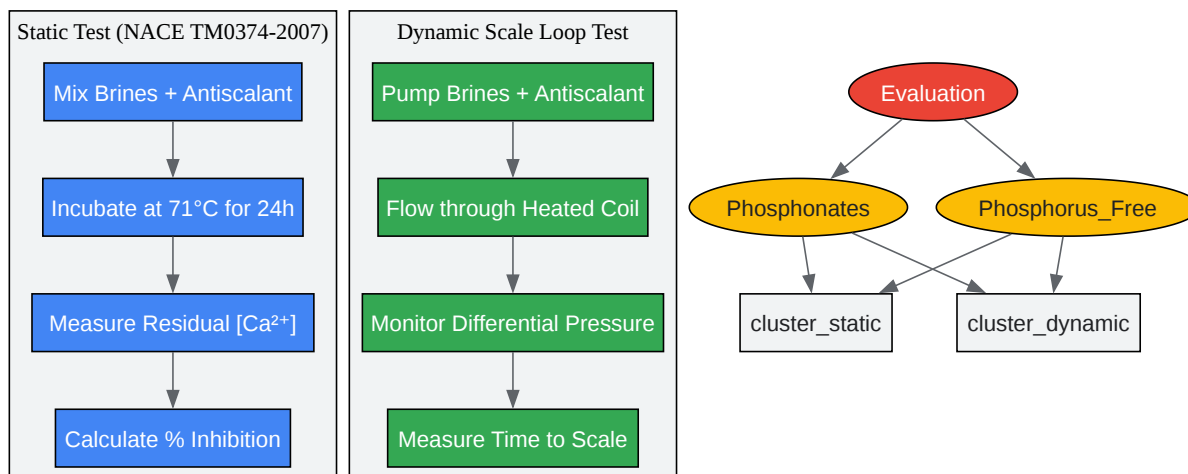 Static Test (NACE TM0374-2007)
Mix Brines + Antiscalant
Incubate at 71°C for 24h
Measure Residual [Ca²⁺]
Calculate % Inhibition
Dynamic Scale Loop Test
Pump Brines + Antiscalant
Flow through Heated Coil
Monitor Differential Pressure
Measure Time to Scale
Evaluation
Phosphonates
Phosphorus_Free
cluster_static
cluster_dynamic